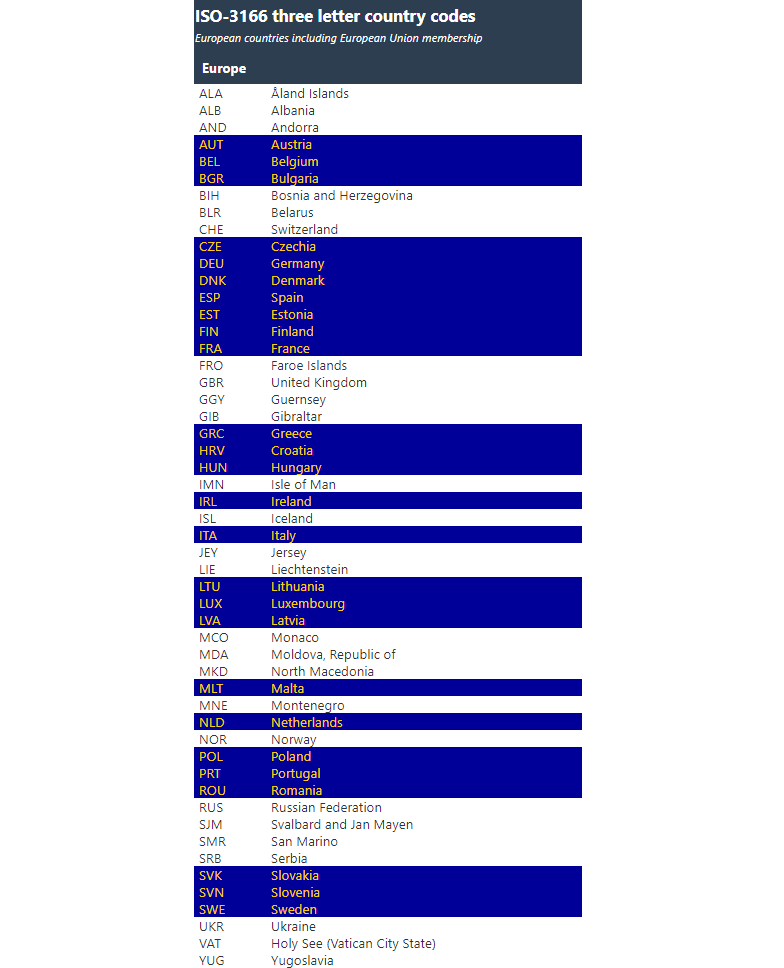 ISO-3166 three letter country codes
European countries including European Union membership
Europe
ALA Åland Islands
ALB Albania
AND Andorra
AUT Austria
BEL Belgium
BGR Bulgaria
BIH Bosnia and Herzegovina
BLR Belarus
CHE Switzerland
CZE Czechia
DEU Germany
DNK Denmark
ESP Spain
EST Estonia
FIN Finland
FRA France
FRO Faroe Islands
GBR United Kingdom
GGY Guernsey
GIB Gibraltar
GRC Greece
HRV Croatia
HUN Hungary
IMN Isle of Man
IRL Ireland
ISL Iceland
ITA Italy
JEY Jersey
LIE Liechtenstein
LTU Lithuania
LUX Luxembourg
LVA Latvia
MCO Monaco
MDA Moldova, Republic of
MKD North Macedonia
MLT Malta
MNE Montenegro
NLD Netherlands
NOR Norway
POL Poland
PRT Portugal
ROU Romania
RUS Russian Federation
SJM Svalbard and Jan Mayen
SMR San Marino
SRB Serbia
SVK Slovakia
SVN Slovenia
SWE Sweden
UKR Ukraine
VAT Holy See (Vatican City State)
YUG Yugoslavia